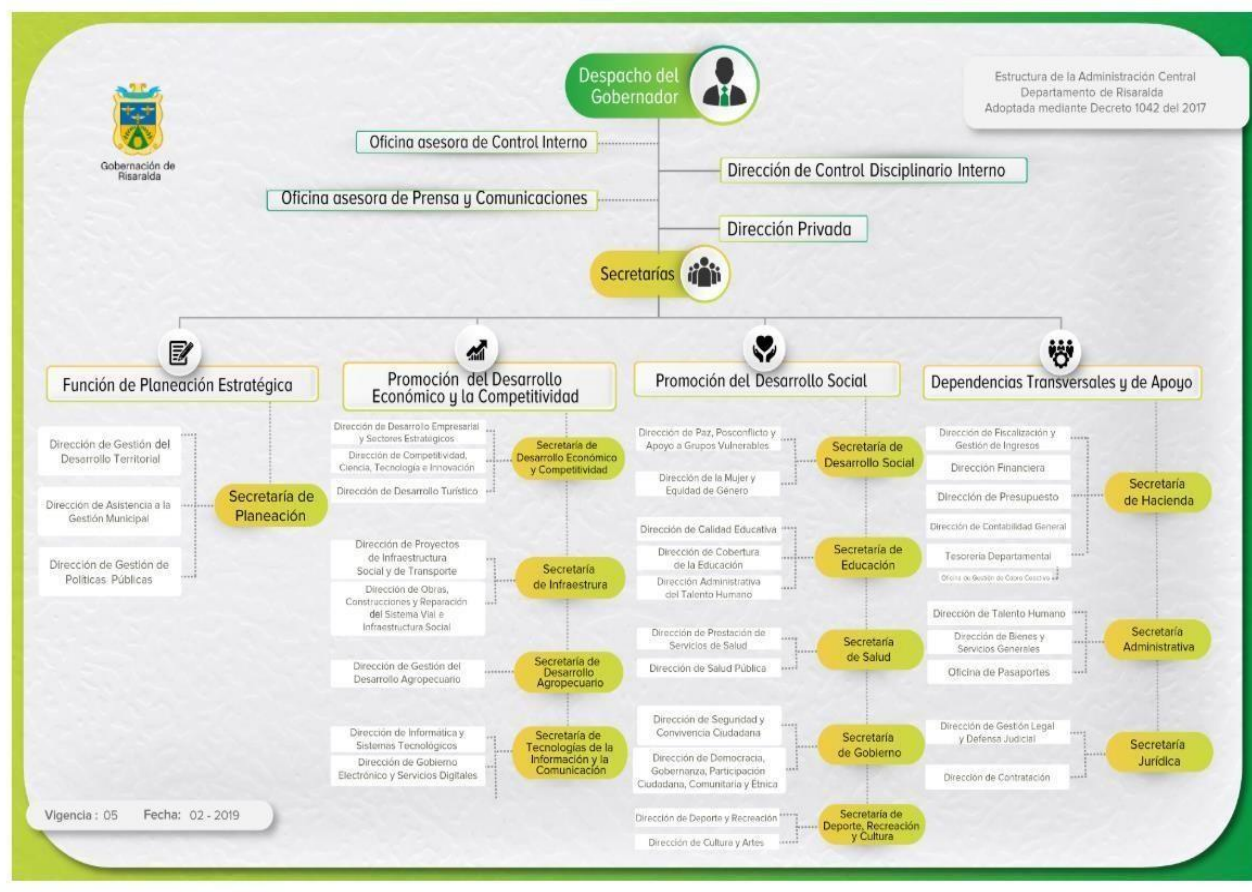 Despacho del
Gobernador
Gobernación de
Risaralda
Estructura de la Administración Central
Departamento de Risaralda
Adoptada mediante Decreto 1042 del 2017
Oficina asesora de Control Interno
Dirección de Control Disciplinario Interno
Oficina asesora de Prensa y Comunicaciones
Dirección Privada
Secretarías
Función de Planeación Estratégica
Dirección de Gestión del
Desarrollo Territorial
Dirección de Asistencia a la
Gestión Municipal
Dirección de Gestión de
Políticas Públicas
Secretaría de
Planeación
Promoción del Desarrollo
Económico y la Competitividad
Dirección de Desarrollo Empresarial
y Sectores Estratégicos
Dirección de Competitividad,
Ciencia, Tecnología e Innovación
Dirección de Desarrollo Turístico
Secretaría de
Desarrollo Económico
y Competitividad
Dirección de Proyectos
de Infraestructura
Social y de Transporte
Dirección de Obras,
Construcciones y Reparación
del Sistema Vial e
Infraestructura Social
Secretaría
de Infraestrura
Dirección de Gestión del
Desarrollo Agropecuario
Secretaría de
Desarrollo
Agropecuario
Dirección de Informática y
Sistemas Tecnológicos
Dirección de Gobierno
Electrónico y Servicios Digitales
Secretaría de
Tecnologías de la
Información y la
Comunicación
Promoción del Desarrollo Social
Dirección de Paz, Posconflicto y
Apoyo a Grupos Vulnerables
Dirección de la Mujer y
Equidad de Género
Secretaría de
Desarrollo Social
Dirección de Calidad Educativa
Dirección de Cobertura
de la Educación
Dirección Administrativa
del Talento Humano
Secretaría de
Educación
Dirección de Prestación de
Servicios de Salud
Dirección de Salud Pública
Secretaría
de Salud
Dirección de Seguridad y
Convivencia Ciudadana
Dirección de Democracia,
Gobernanza, Participación
Ciudadana, Comunitaria y Étnica
Secretaría
de Gobierno
Dirección de Deporte y Recreación
Dirección de Cultura y Artes
Secretaría de
Deporte, Recreación
y Cultura
Dependencias Transversales y de Apoyo
Dirección de Fiscalización y
Gestión de Ingresos
Dirección Financiera
Dirección de Presupuesto
Dirección de Contabilidad General
Tesorería Departamental
Oficina de Gestión de Cobro Coactivo
Secretaría
de Hacienda
Dirección de Talento Humano
Dirección de Bienes y
Servicios Generales
Oficina de Pasaportes
Secretaría
Administrativa
Dirección de Gestión Legal
y Defensa Judicial
Dirección de Contratación
Secretaría
Jurídica
Vigencia : 05 Fecha: 02 - 2019